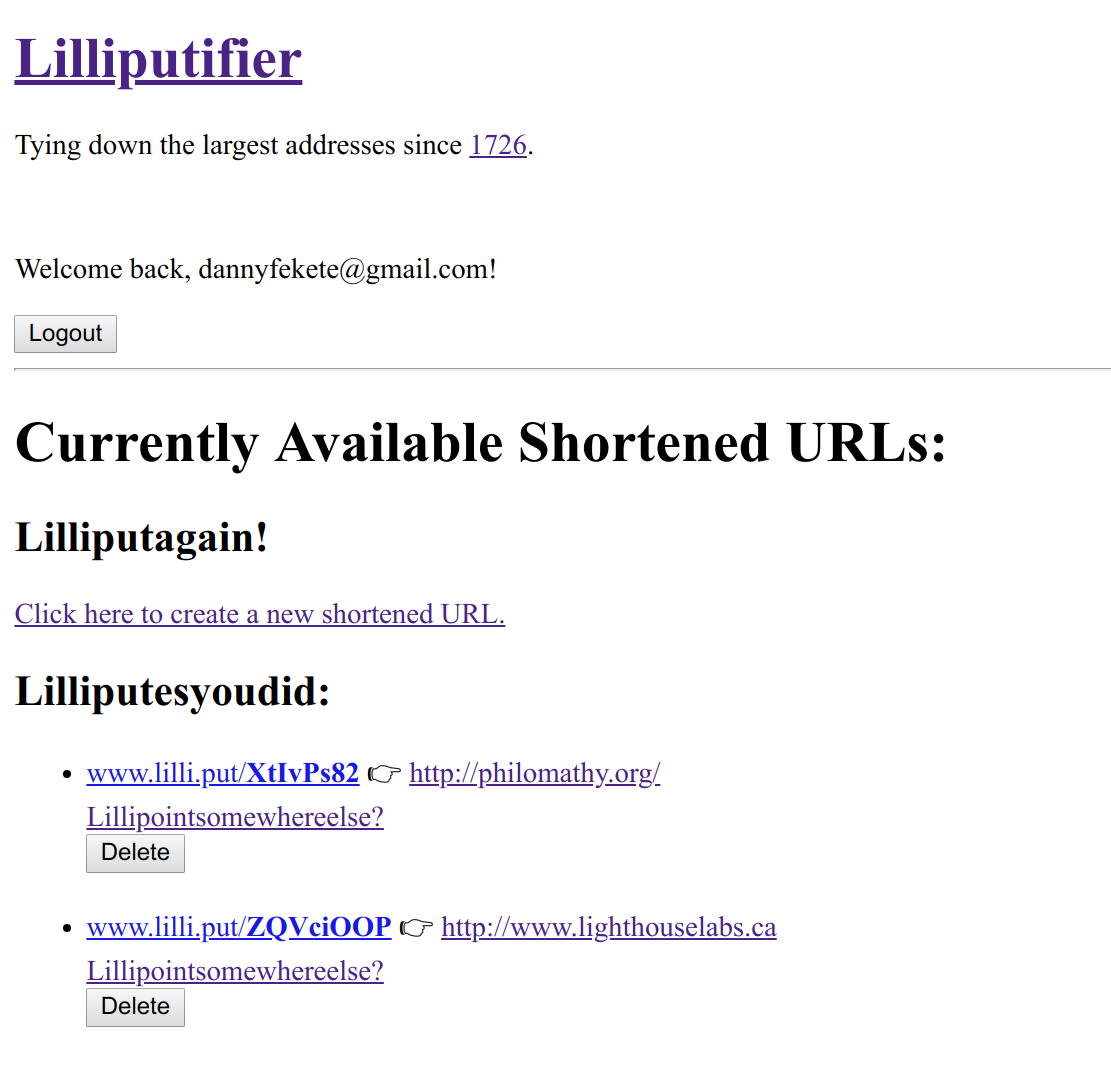 Lilliputifier
Tying down the largest addresses since 1726.
Welcome back, dannyfekete@gmail.com!
Logout
Currently Available Shortened URLs:
Lilliputagain!
Click here to create a new shortened URL.
Lilliputesyoudid:
• www.lilli.put/XtIvPs82 👉 http://philomathy.org/
Lillipointsomewhereelse?
Delete
• www.lilli.put/ZQVciOOP 👉 http://www.lighthouselabs.ca
Lillipointsomewhereelse?
Delete